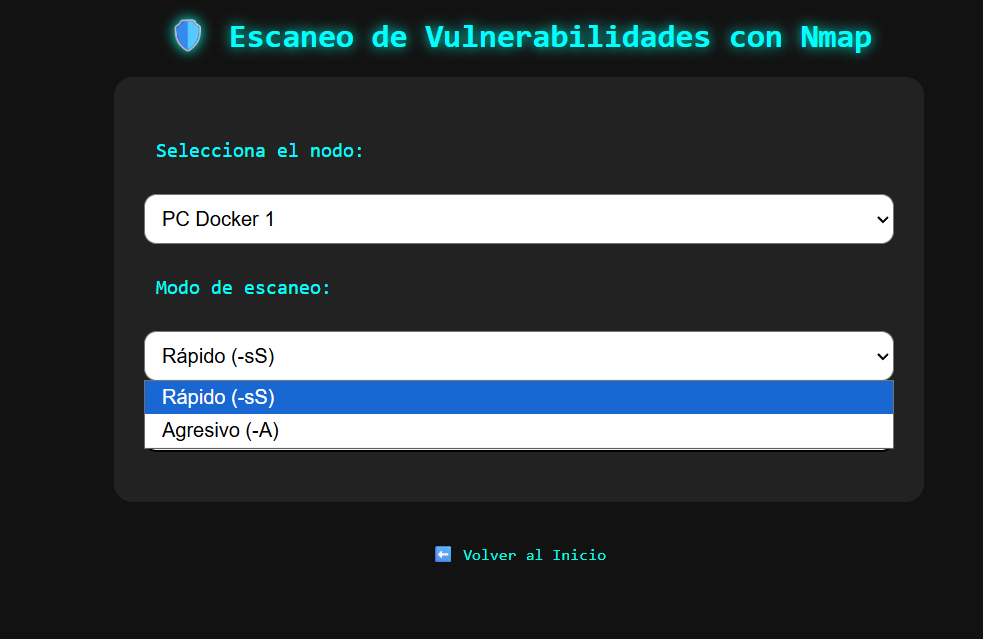 Escaneo de Vulnerabilidades con Nmap
Selecciona el nodo:
PC Docker 1
Modo de escaneo:
Rápido (-sS)
Rápido (-sS)
Agresivo (-A)
Volver al Inicio